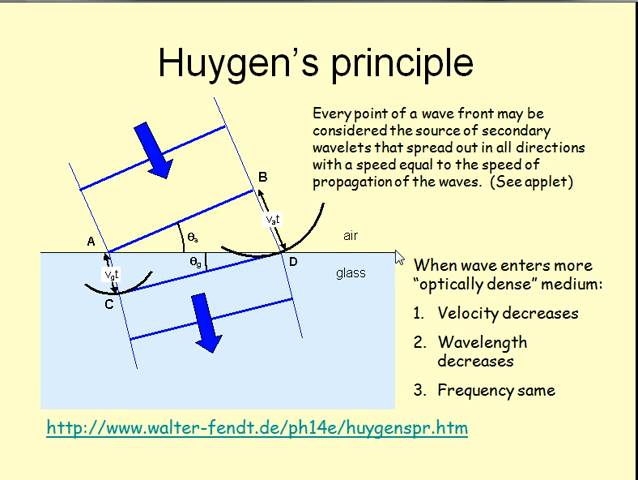 Huygen's principle
Every point of a wave front may be
considered the source of secondary
wavelets that spread out in all directions
with a speed equal to the speed of
propagation of the waves. (See applet)
B
vat
A
θa
air
θg
D
glass
vgt
C
When wave enters more
“optically dense” medium:
1. Velocity decreases
2. Wavelength
decreases
3. Frequency same
http://www.walter-fendt.de/ph14e/huygenspr.htm